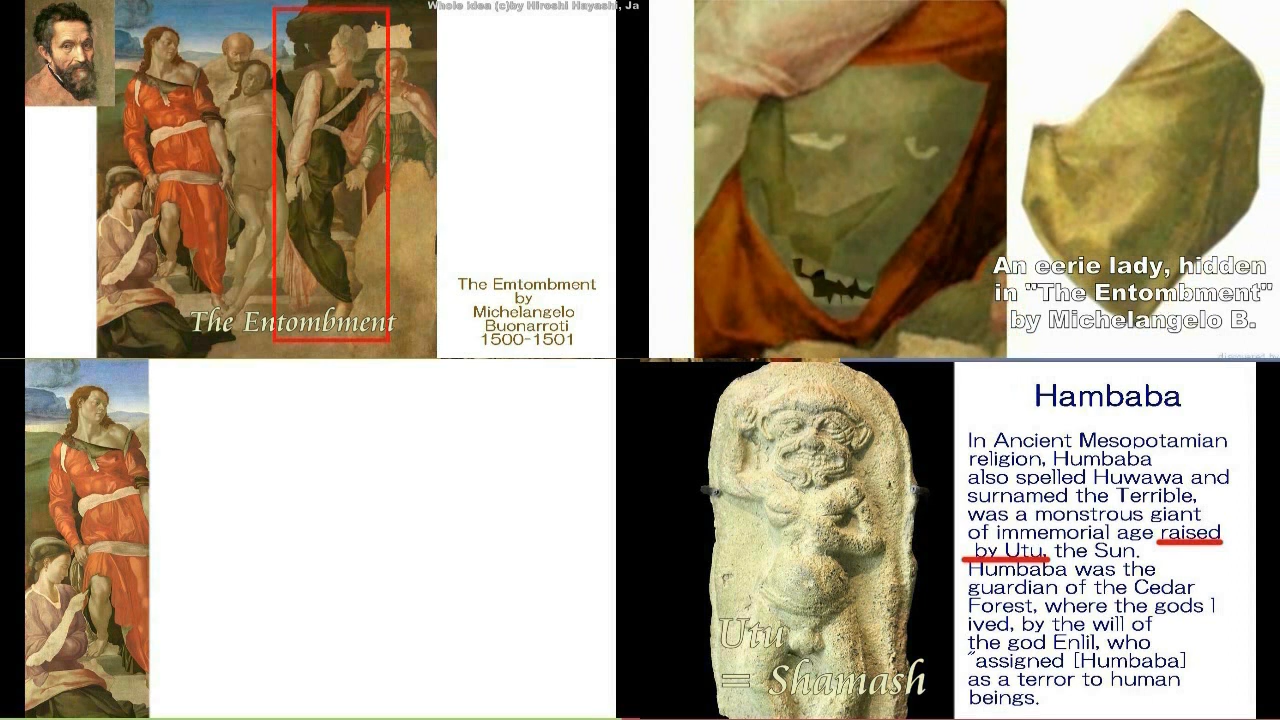 Whole idea (c)by Hiroshi Hayashi, Ja
The Entombment
The Emtombment
by
Michelangelo
Buonarroti
1500-1501
An eerie lady, hidden
in "The Entombment"
by Michelangelo B.
discovered by
Hambaba
In Ancient Mesopotamian
religion, Humbaba
also spelled Huwawa and
surnamed the Terrible,
was a monstrous giant
of immemorial age raised
by Utu, the Sun.
Humbaba was the
guardian of the Cedar
Forest, where the gods l
ived, by the will of
the god Enlil, who
"assigned [Humbaba]
as a terror to human
beings.
Utu
= Shamash